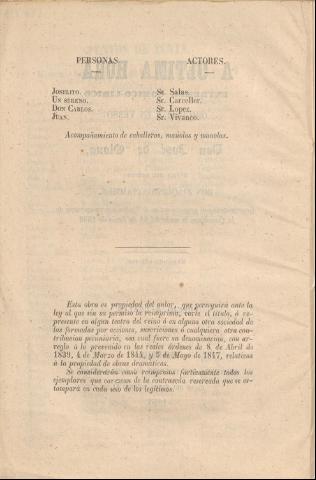 PERSONAS. ACTORES.
JOSELITO. Sr. Salas.
UN SERENO. Sr. Carceller.
DON CARLOS. Sr. Lopez.
JUAN. Sr. Vivanco.
Acompañamiento de caballeros, majos y manolas.
Esta obra es propiedad del autor, que perseguirá ante la
ley al que sin su permiso la reimprima, varie el título, ó re-
presente en algun teatro del reino ó en alguna otra sociedad de
las formadas por acciones, suscriciones ó cualquiera otra con-
tribucion pecuniaria, sea cual fuere su denominacion, con ar-
reglo á lo prevenido en las reales órdenes de 8 de Abril de
1839, 4 de Marzo de 1844, y 5 de Mayo de 1847, relativas
á la propiedad de obras dramáticas.
Se considerarán como reimpresos furtivamente todos los
ejemplares que carezcan de la contraseña reservada que se es-
tampará en cada uno de los legítimos.